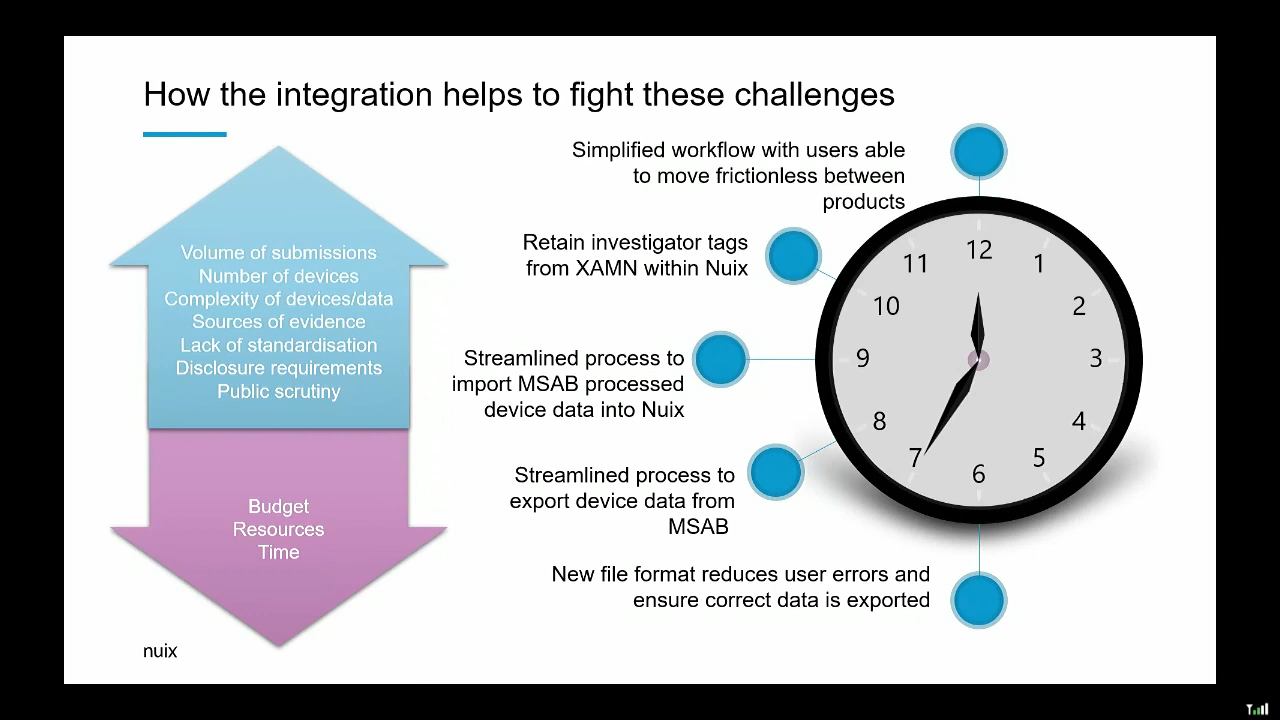 How the integration helps to fight these challenges
Volume of submissions
Number of devices
Complexity of devices/data
Sources of evidence
Lack of standardisation
Disclosure requirements
Public scrutiny
Budget
Resources
Time
Simplified workflow with users able
to move frictionless between
products
Retain investigator tags
from XAMN within Nuix
Streamlined process to
import MSAB processed
device data into Nuix
Streamlined process to
export device data from
MSAB
New file format reduces user errors and
ensure correct data is exported
12
1
2
3
4
5
6
7
8
9
10
11
nuix